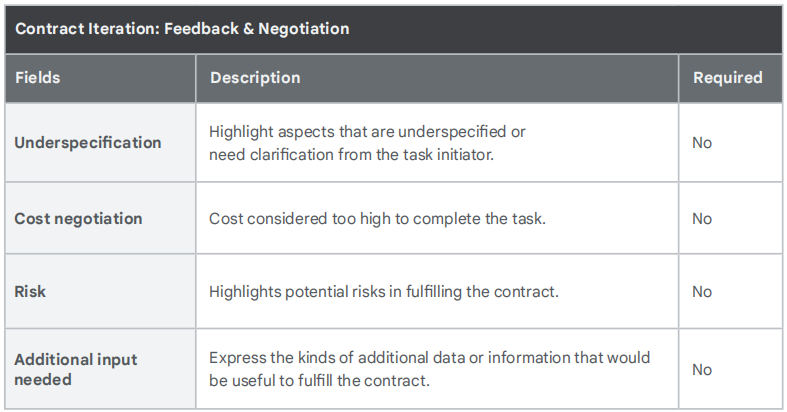 Contract Iteration: Feedback & Negotiation
Fields Description Required
Underspecification
Highlight aspects that are underspecified or
need clarification from the task initiator.
No
Cost negotiation
Cost considered too high to complete the task.
No
Risk
Highlights potential risks in fulfilling the contract.
No
Additional input
needed
Express the kinds of additional data or information that would
be useful to fulfill the contract.
No